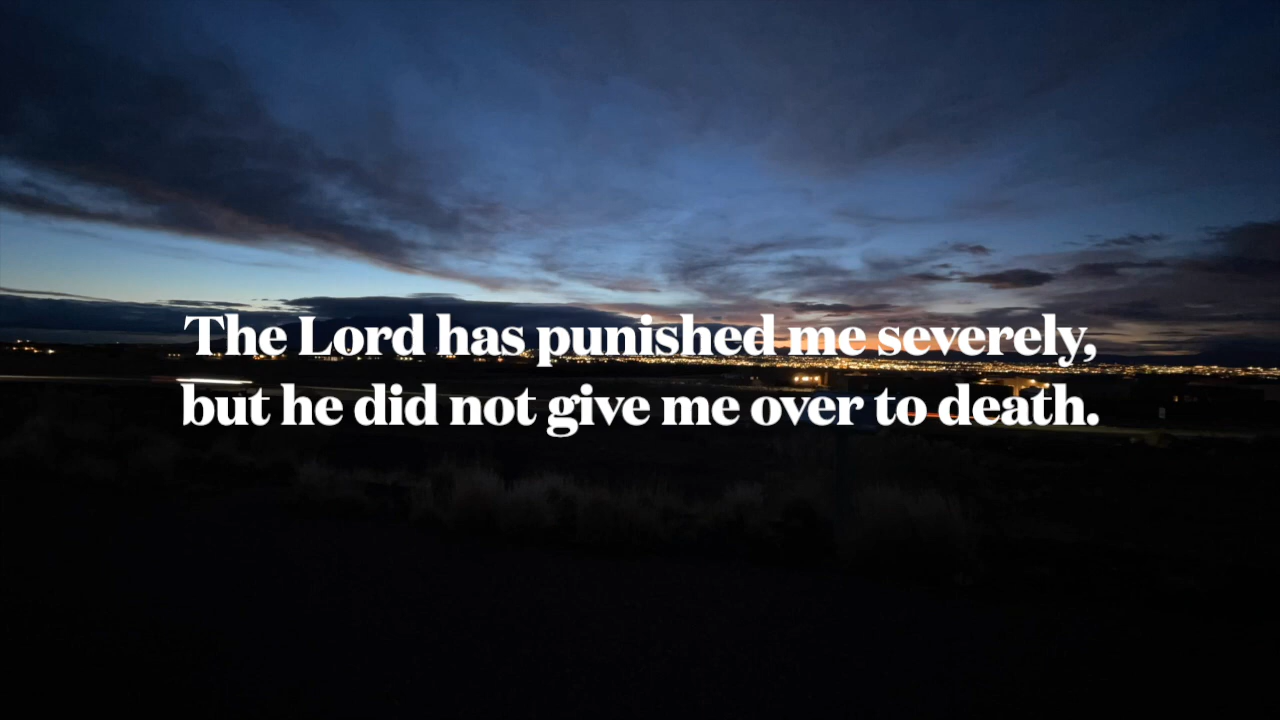 The Lord has punished me severely,
but he did not give me over to death.